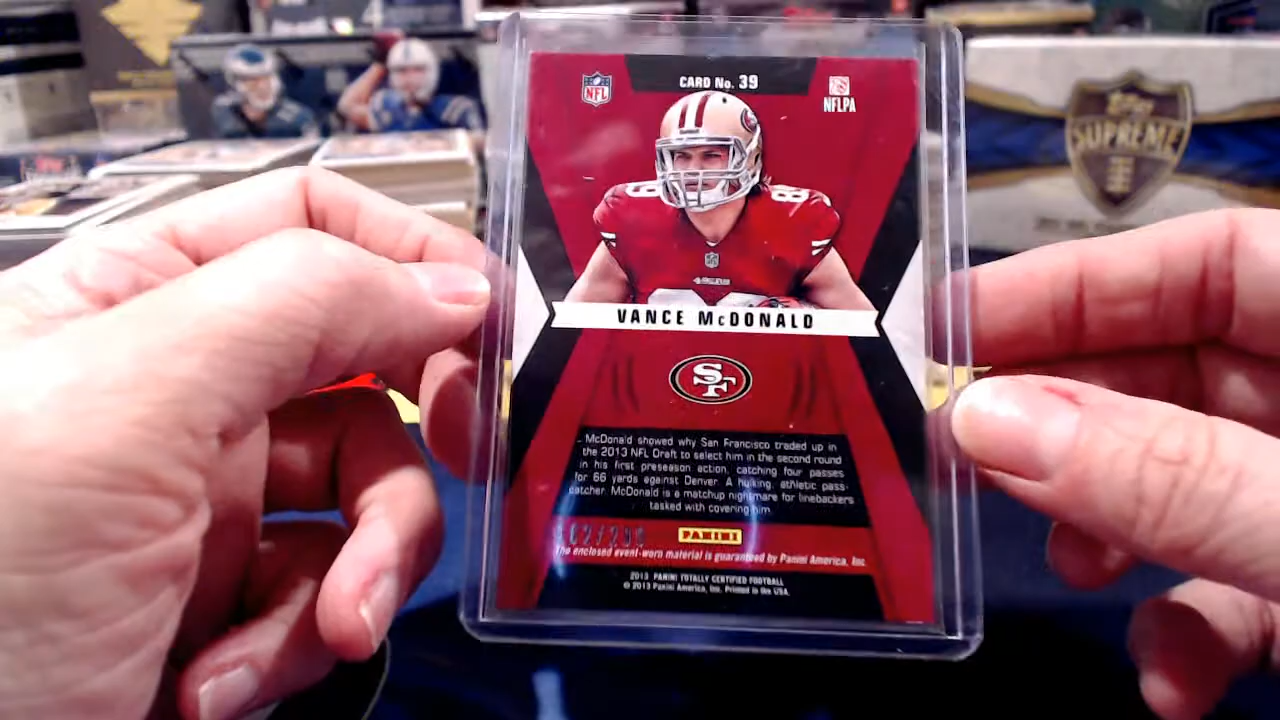 CARD No. 39
NFL
NFLPA
89
VANCE McDONALD
SF
McDonald showed why San Francisco traded up in
the 2013 NFL Draft to select him in the second round
in his first preseason action, catching four passes
for 66 yards against Denver. A hulking, athletic pass-
catcher, McDonald is a matchup nightmare for linebackers
tasked with covering him.
PANINI
The enclosed event-worn material is guaranteed by Panini America, Inc.
2013 PANINI TOTALLY CERTIFIED FOOTBALL
© 2013 Panini America, Inc. Printed in the USA.
Topps
SUPREME